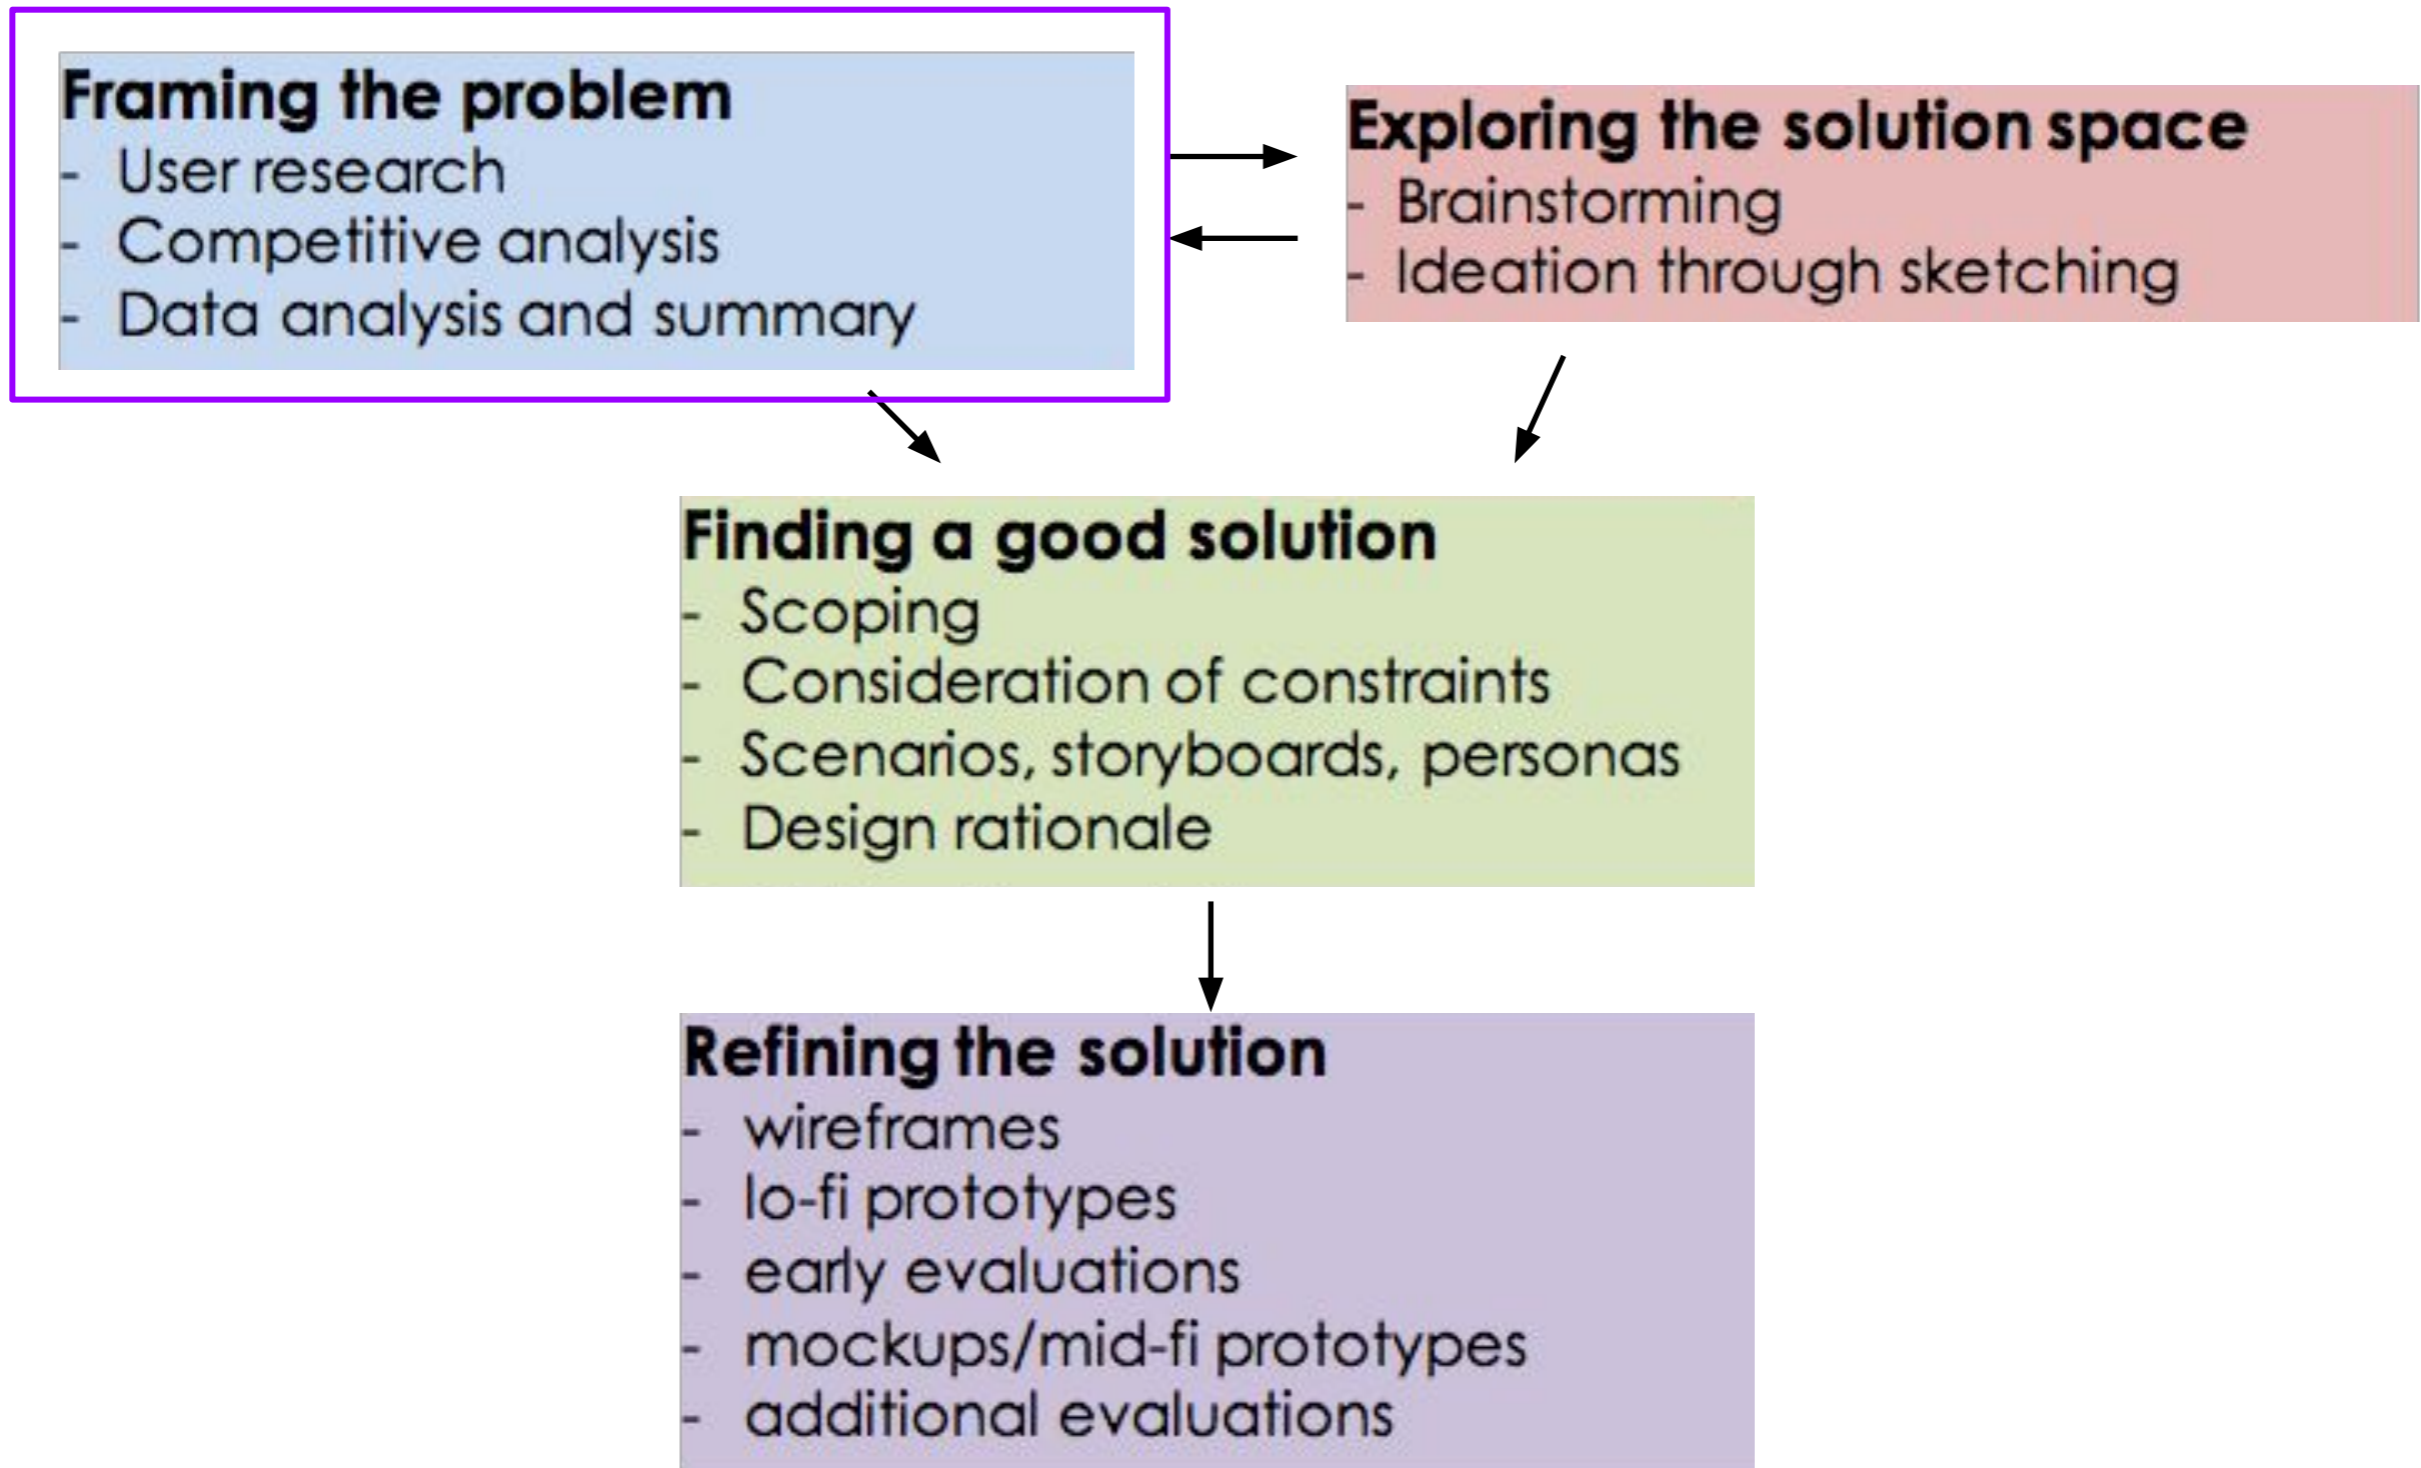 Framing the problem
- User research
- Competitive analysis
- Data analysis and summary
Exploring the solution space
- Brainstorming
- Ideation through sketching
Finding a good solution
- Scoping
- Consideration of constraints
- Scenarios, storyboards, personas
- Design rationale
Refining the solution
- wireframes
- lo-fi prototypes
- early evaluations
- mockups/mid-fi prototypes
- additional evaluations